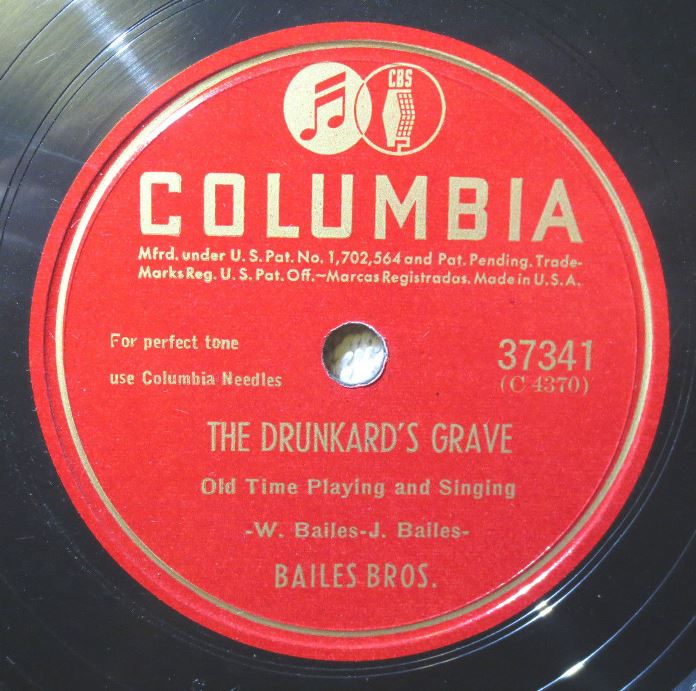 CBS
COLUMBIA
Mfrd. under U. S. Pat. No. 1,702,564 and Pat. Pending. Trade-
Marks Reg. U. S. Pat. Off.~Marcas Registradas. Made in U. S. A.
For perfect tone
use Columbia Needles
37341
(C 4370)
THE DRUNKARD'S GRAVE
Old Time Playing and Singing
-W. Bailes-J. Bailes-
BAILES BROS.